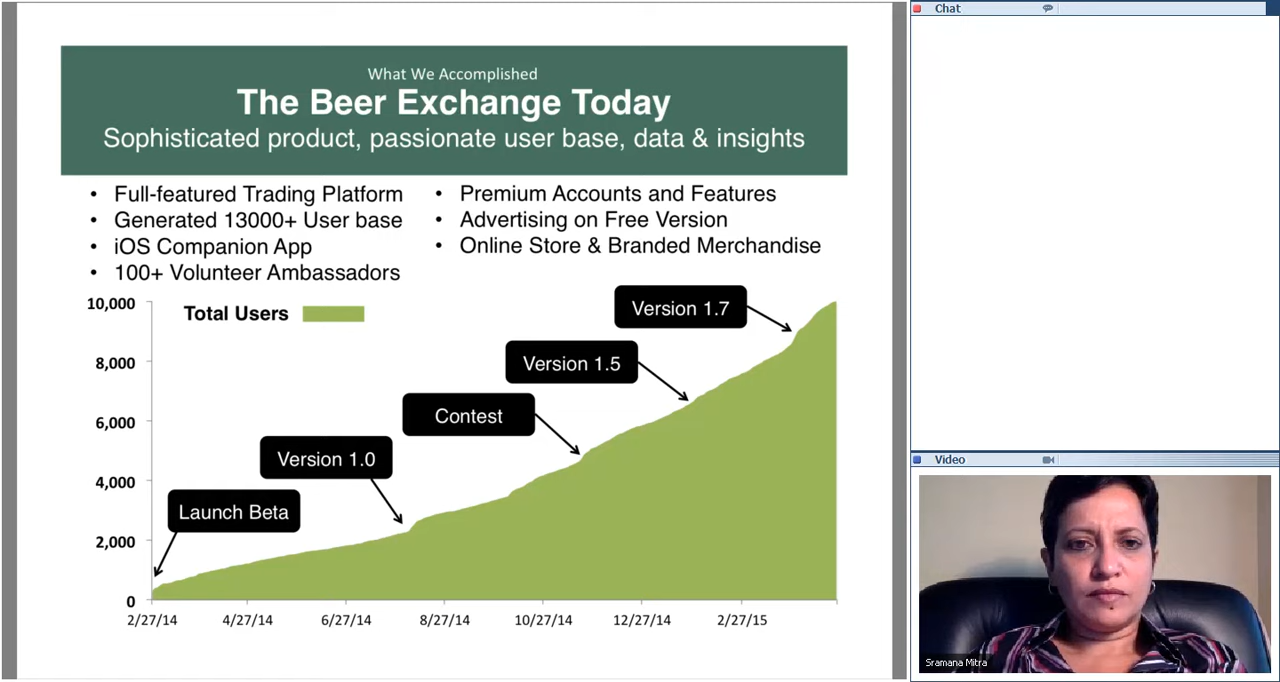 What We Accomplished
The Beer Exchange Today
Sophisticated product, passionate user base, data & insights
• Full-featured Trading Platform
• Generated 13000+ User base
• iOS Companion App
• 100+ Volunteer Ambassadors
• Premium Accounts and Features
• Advertising on Free Version
• Online Store & Branded Merchandise
Total Users
10,000
8,000
6,000
4,000
2,000
0
Launch Beta
Version 1.0
Contest
Version 1.5
Version 1.7
2/27/14
4/27/14
6/27/14
8/27/14
10/27/14
12/27/14
2/27/15
Chat
Video
Sramana Mitra